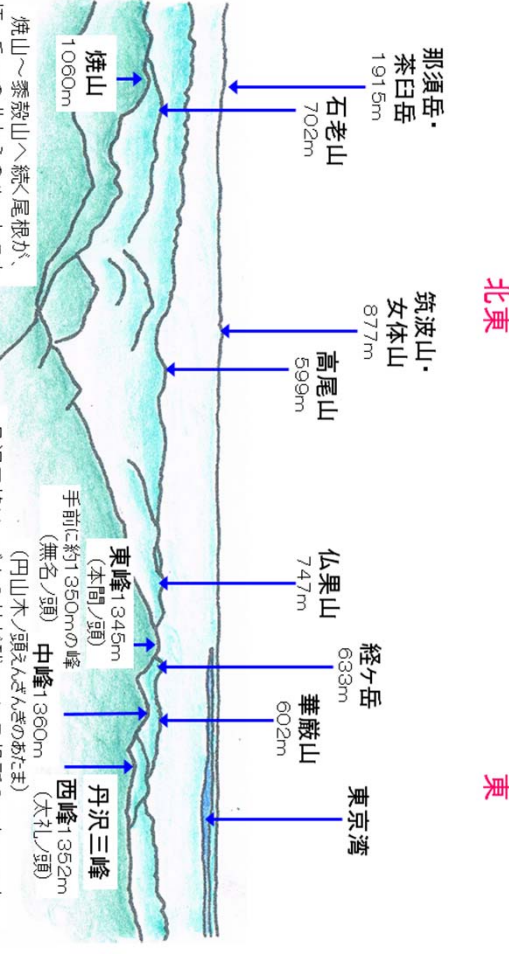 北東
東
那須岳・
茶臼岳
1915m
石老山
702m
筑波山・
女体山
877m
高尾山
599m
仏果山
747m
経ヶ岳
633m
華厳山
602m
東京湾
焼山
1060m
焼山～黍殻山へ続く尾根が、
東峰1345m
(本間ノ頭)
手前に約1350mの峰
(無名ノ頭)
中峰1360m
(円山木ノ頭えんざんぎのあたま)
丹沢三峰
西峰1352m
(太礼ノ頭)